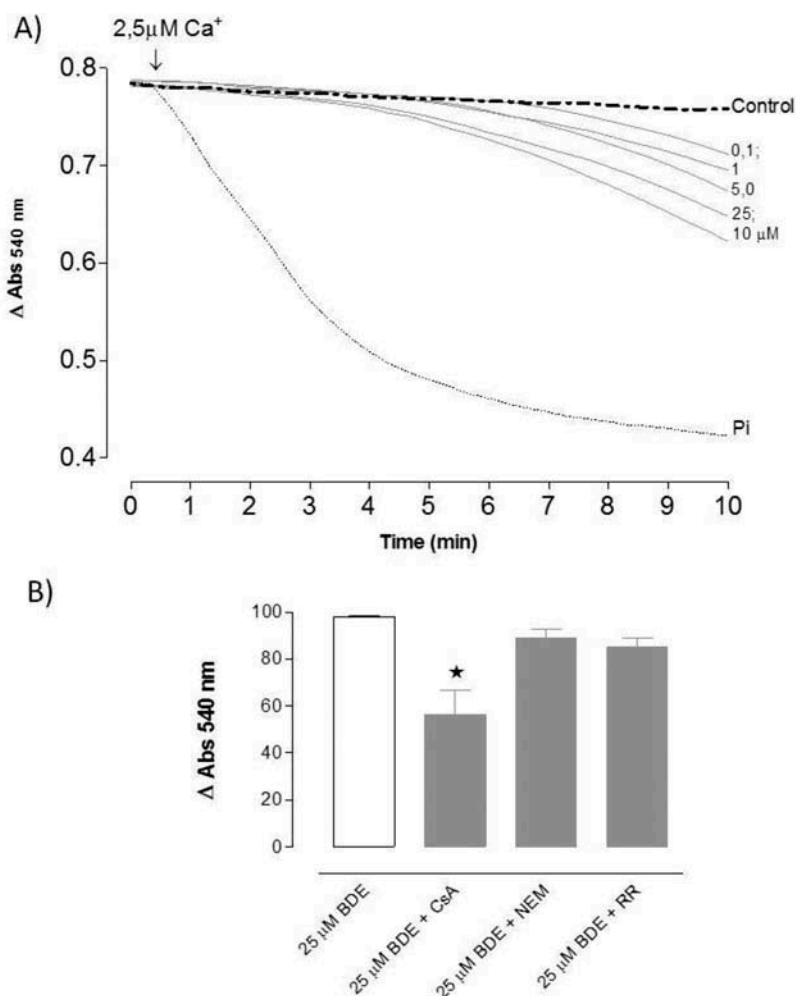 A)
2,5μM Ca⁺
↓
0.8
0.7
0.6
0.5
0.4
Δ Abs 540 nm
Control
0,1;
1
5,0
25;
10 μM
Pi
0 1 2 3 4 5 6 7 8 9 10
Time (min)
B)
100
80
60
40
20
0
Δ Abs 540 nm
★
25 μM BDE
25 μM BDE + CsA
25 μM BDE + NEM
25 μM BDE + RR